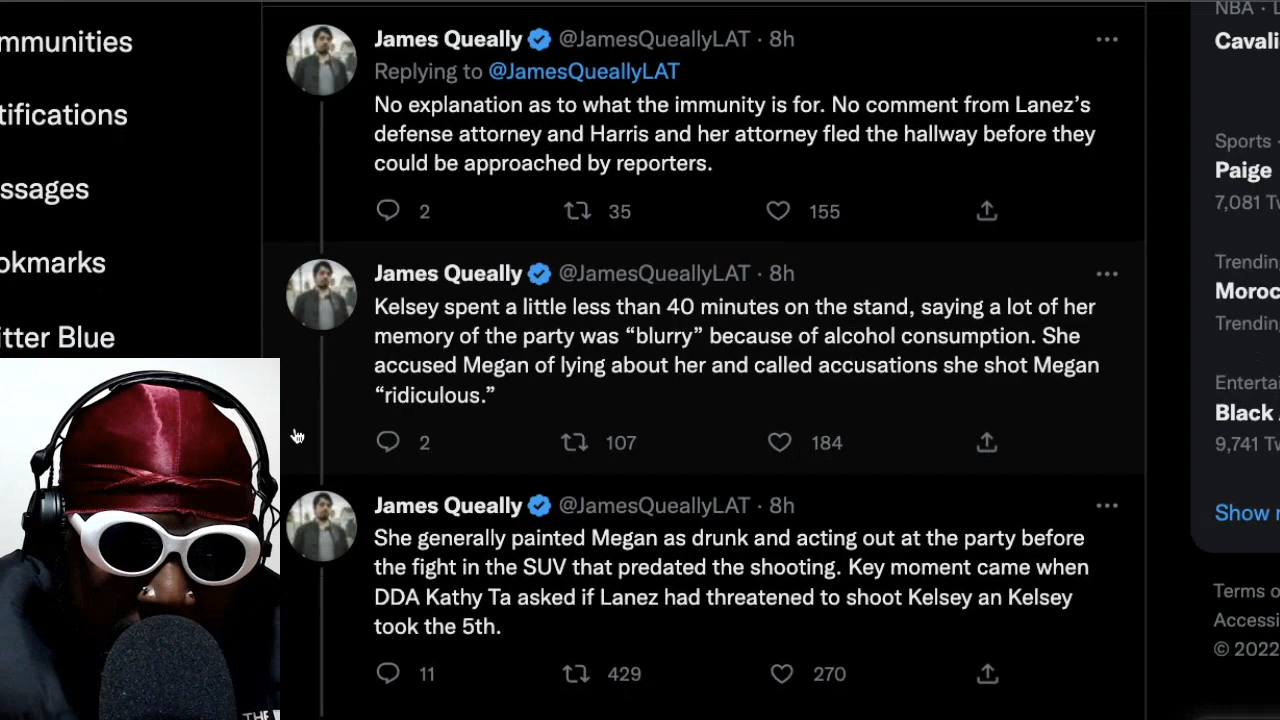 mmunities
tifications
ssages
okmarks
itter Blue
James Queally @JamesQueallyLAT · 8h
Replying to @JamesQueallyLAT
No explanation as to what the immunity is for. No comment from Lanez’s
defense attorney and Harris and her attorney fled the hallway before they
could be approached by reporters.
2 35 155
James Queally @JamesQueallyLAT · 8h
Kelsey spent a little less than 40 minutes on the stand, saying a lot of her
memory of the party was “blurry” because of alcohol consumption. She
accused Megan of lying about her and called accusations she shot Megan
“ridiculous.”
2 107 184
James Queally @JamesQueallyLAT · 8h
She generally painted Megan as drunk and acting out at the party before
the fight in the SUV that predated the shooting. Key moment came when
DDA Kathy Ta asked if Lanez had threatened to shoot Kelsey an Kelsey
took the 5th.
11 429 270
NBA · L
Cavali
Sports ·
Paige
7,081 Tw
Trendin
Moroc
Trendin
Entertai
Black
9,741 Tw
Show
Terms o
Accessi
© 2022
THE